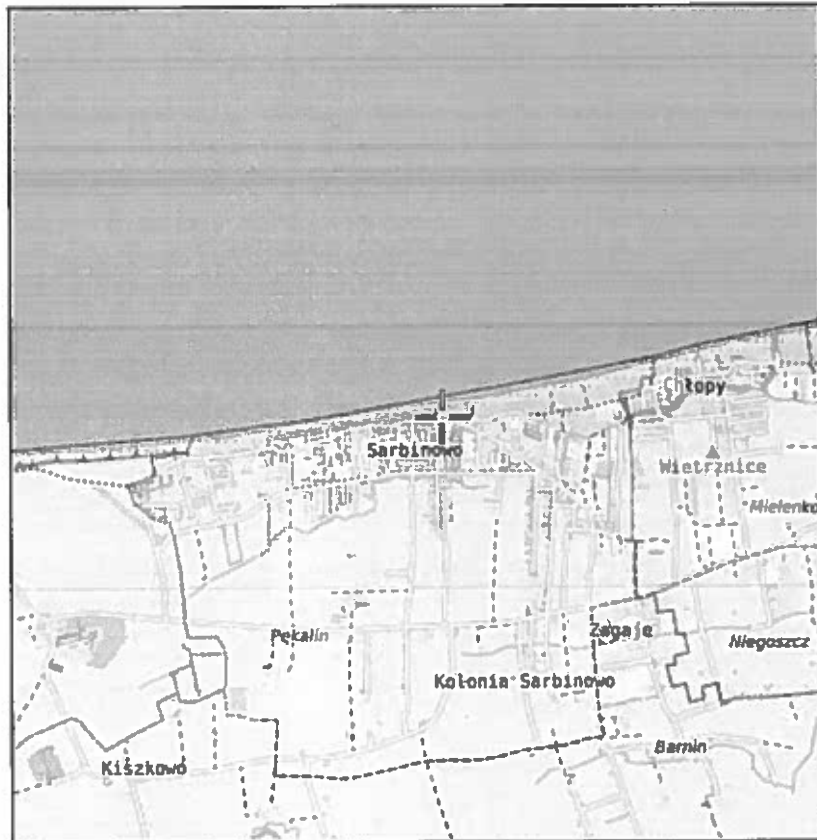 Chłopy
Sarbinowo
Wietrznice
Mielenko
Pękalin
Zagaje
Niegoszcz
Kolonia Sarbinowo
Barnin
Kiszkowo